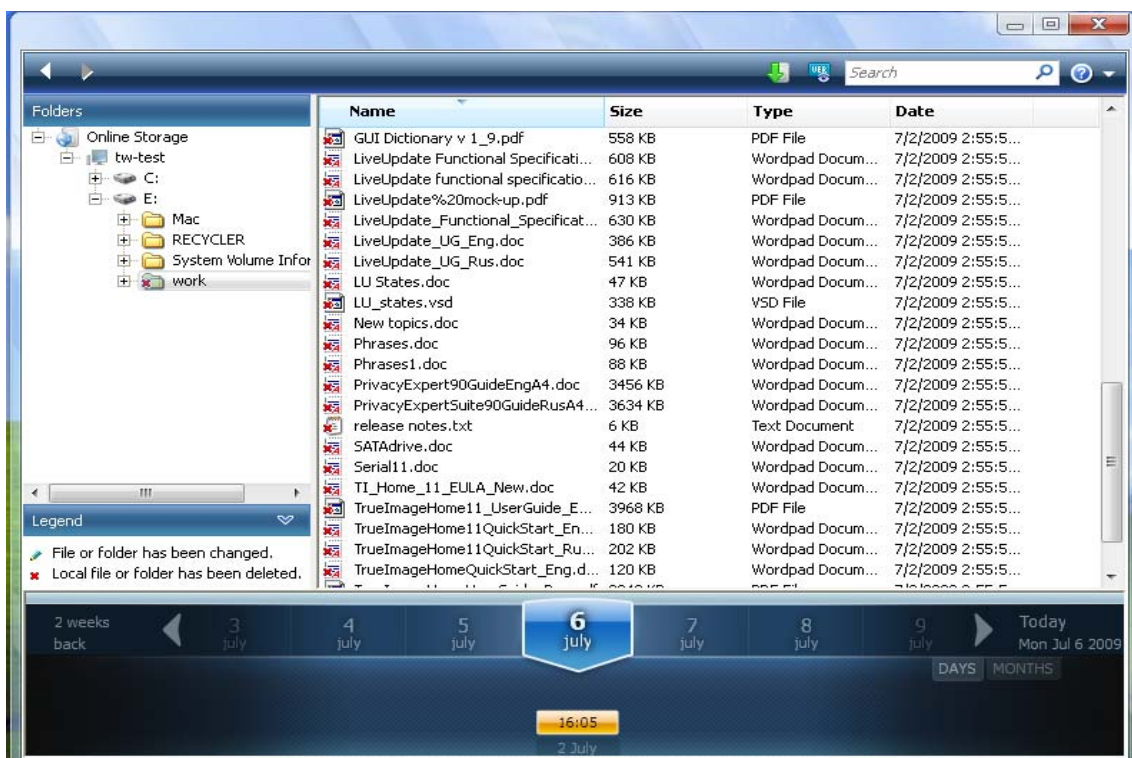 VER
Search
Folders
Online Storage
tw-test
C:
E:
Mac
RECYCLER
System Volume Infor
work
Name Size Type Date
GUI Dictionary v 1_9.pdf 558 KB PDF File 7/2/2009 2:55:5...
LiveUpdate Functional Specificati... 608 KB Wordpad Docum... 7/2/2009 2:55:5...
LiveUpdate functional specificatio... 616 KB Wordpad Docum... 7/2/2009 2:55:5...
LiveUpdate%20mock-up.pdf 913 KB PDF File 7/2/2009 2:55:5...
LiveUpdate_Functional_Specificat... 630 KB Wordpad Docum... 7/2/2009 2:55:5...
LiveUpdate_UG_Eng.doc 386 KB Wordpad Docum... 7/2/2009 2:55:5...
LiveUpdate_UG_Rus.doc 541 KB Wordpad Docum... 7/2/2009 2:55:5...
LU States.doc 47 KB Wordpad Docum... 7/2/2009 2:55:5...
LU_states.vsd 338 KB VSD File 7/2/2009 2:55:5...
New topics.doc 34 KB Wordpad Docum... 7/2/2009 2:55:5...
Phrases.doc 96 KB Wordpad Docum... 7/2/2009 2:55:5...
Phrases1.doc 88 KB Wordpad Docum... 7/2/2009 2:55:5...
PrivacyExpert90GuideEngA4.doc 3456 KB Wordpad Docum... 7/2/2009 2:55:5...
PrivacyExpertSuite90GuideRusA4... 3634 KB Wordpad Docum... 7/2/2009 2:55:5...
release notes.txt 6 KB Text Document 7/2/2009 2:55:5...
SATAdrive.doc 44 KB Wordpad Docum... 7/2/2009 2:55:5...
Serial11.doc 20 KB Wordpad Docum... 7/2/2009 2:55:5...
TI_Home_11_EULA_New.doc 42 KB Wordpad Docum... 7/2/2009 2:55:5...
TrueImageHome11_UserGuide_E... 3968 KB PDF File 7/2/2009 2:55:5...
TrueImageHome11QuickStart_En... 180 KB Wordpad Docum... 7/2/2009 2:55:5...
TrueImageHome11QuickStart_Ru... 202 KB Wordpad Docum... 7/2/2009 2:55:5...
TrueImageHomeQuickStart_Eng.d... 120 KB Wordpad Docum... 7/2/2009 2:55:5...
Legend
File or folder has been changed.
Local file or folder has been deleted.
2 weeks back
3 july
4 july
5 july
6 july
7 july
8 july
9 july
Today
Mon Jul 6 2009
DAYS MONTHS
16:05
2 July